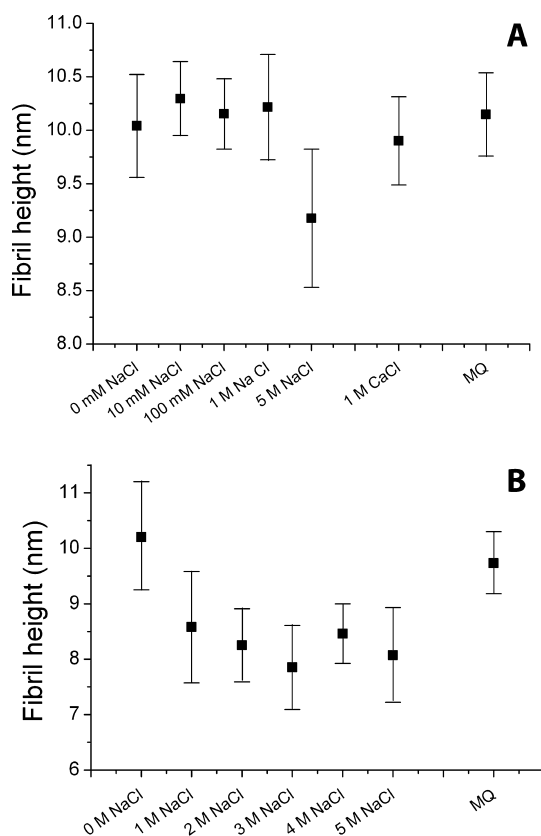 A
Fibril height (nm)
11.0
10.5
10.0
9.5
9.0
8.5
8.0
0 mM NaCl
10 mM NaCl
100 mM NaCl
1 M Na Cl
5 M NaCl
1 M CaCl
MQ
B
Fibril height (nm)
11
10
9
8
7
6
0 M NaCl
1 M NaCl
2 M NaCl
3 M NaCl
4 M NaCl
5 M NaCl
MQ